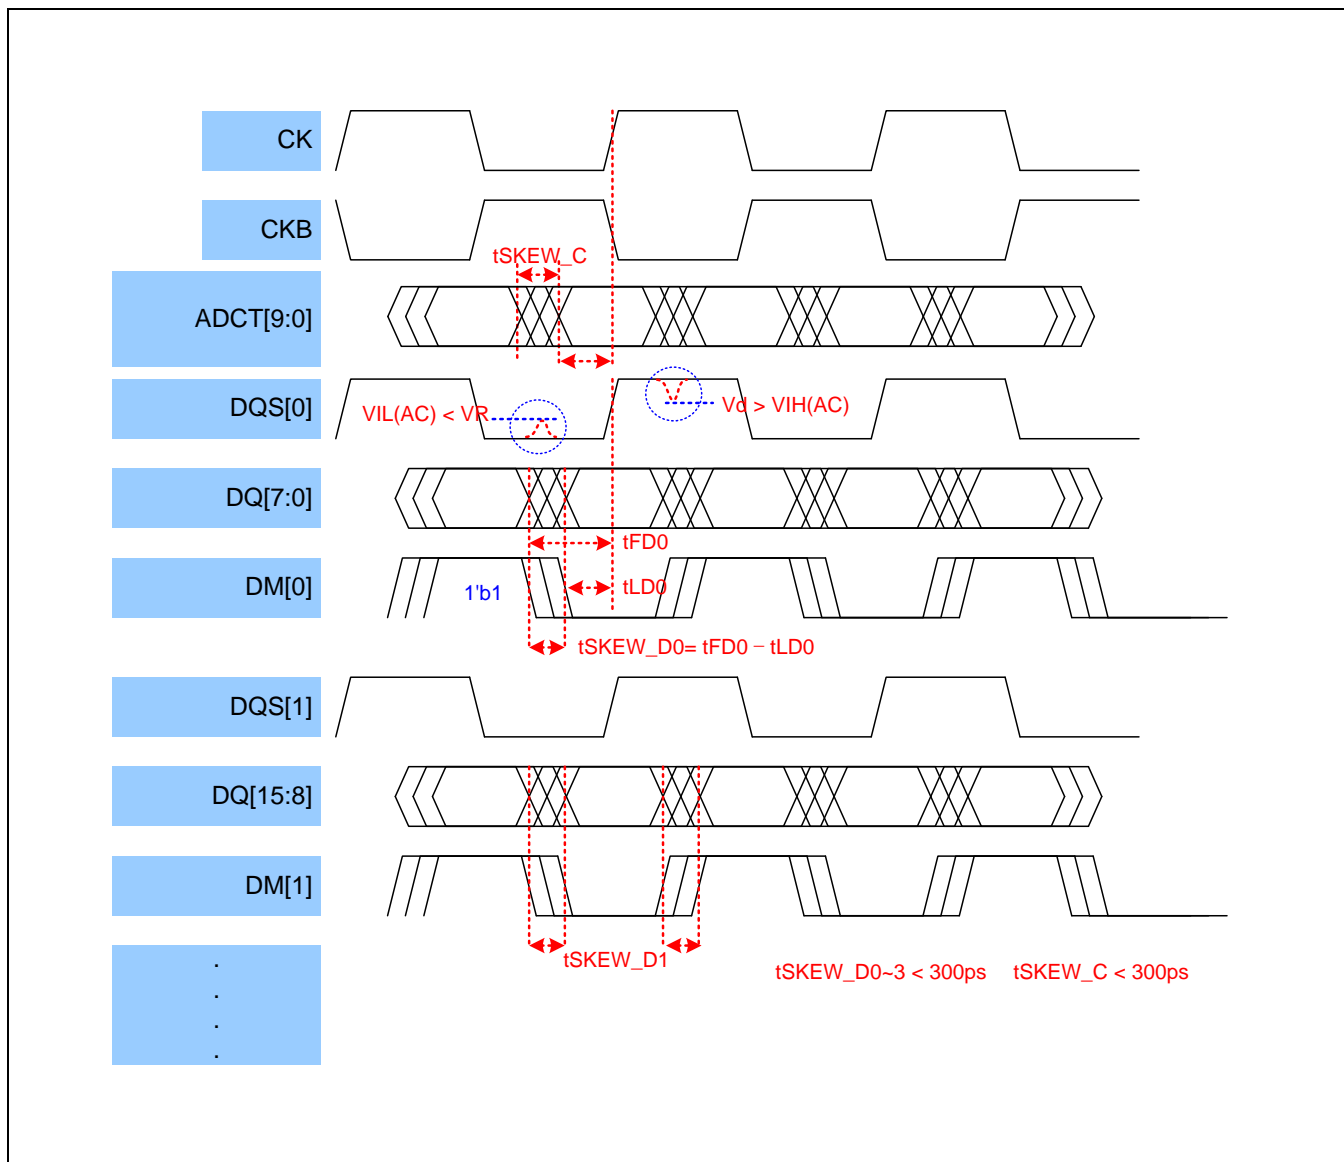 CK
CKB
tSKEW_C
ADCT[9:0]
DQS[0]
VIL(AC) < VR
Vd > VIH(AC)
DQ[7:0]
tFD0
DM[0]
1'b1
tLD0
tSKEW_D0= tFD0 − tLD0
DQS[1]
DQ[15:8]
DM[1]
tSKEW_D1
tSKEW_D0~3 < 300ps
tSKEW_C < 300ps
.
.
.
.